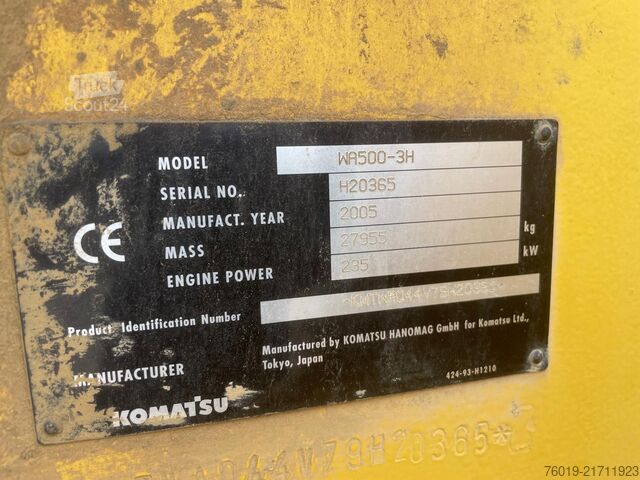 Truck
Scout24
MODEL WA500-3H
SERIAL NO.. H20365
MANUFACT. YEAR 2005
MASS 27955 kg
ENGINE POWER 235 kW
CE
Product Identification Number
Manufactured by KOMATSU HANOMAG GmbH for Komatsu Ltd.,
Tokyo, Japan
MANUFACTURER
424-93-H1210
KOMATSU
044VZ9H20365*
76019-21711923